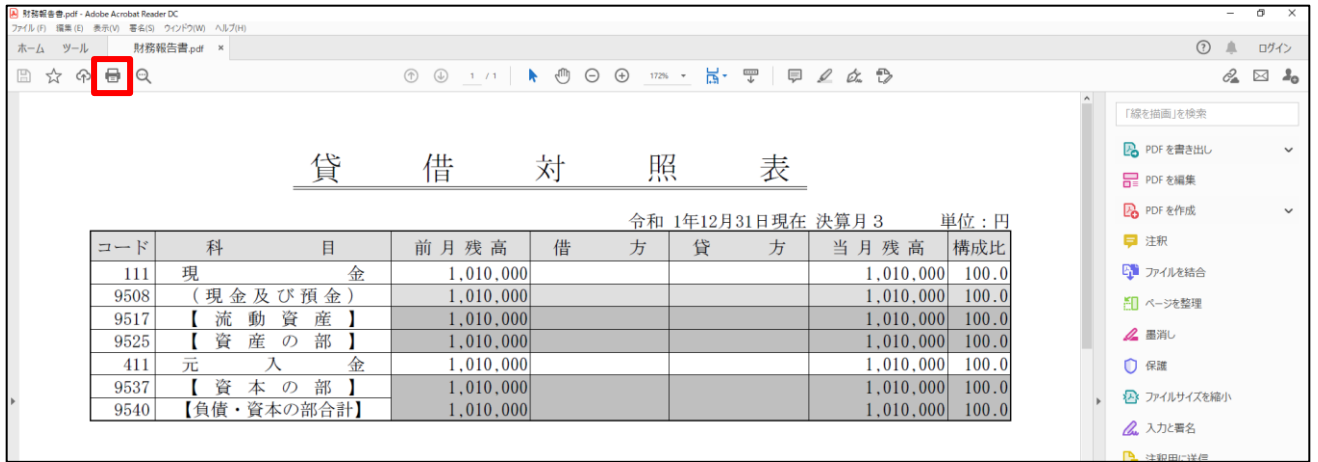 財務報告書.pdf - Adobe Acrobat Reader DC
ファイル(F) 編集(E) 表示(V) 署名(S) ウィンドウ(W) ヘルプ(H)
ホーム ツール 財務報告書.pdf × ログイン
1 / 1 172%
「線を描画」を検索
貸借対照表
令和 1年12月31日現在 決算月 3 単位：円
コード 科目 前月残高 借方 貸方 当月残高 構成比
111 現金 1,010,000 1,010,000 100.0
9508 （現金及び預金） 1,010,000 1,010,000 100.0
9517 【流動資産】 1,010,000 1,010,000 100.0
9525 【資産の部】 1,010,000 1,010,000 100.0
411 元入金 1,010,000 1,010,000 100.0
9537 【資本の部】 1,010,000 1,010,000 100.0
9540 【負債・資本の部合計】 1,010,000 1,010,000 100.0
PDF を書き出し
PDF を編集
PDF を作成
注釈
ファイルを結合
ページを整理
墨消し
保護
ファイルサイズを縮小
入力と署名
注釈用に送信